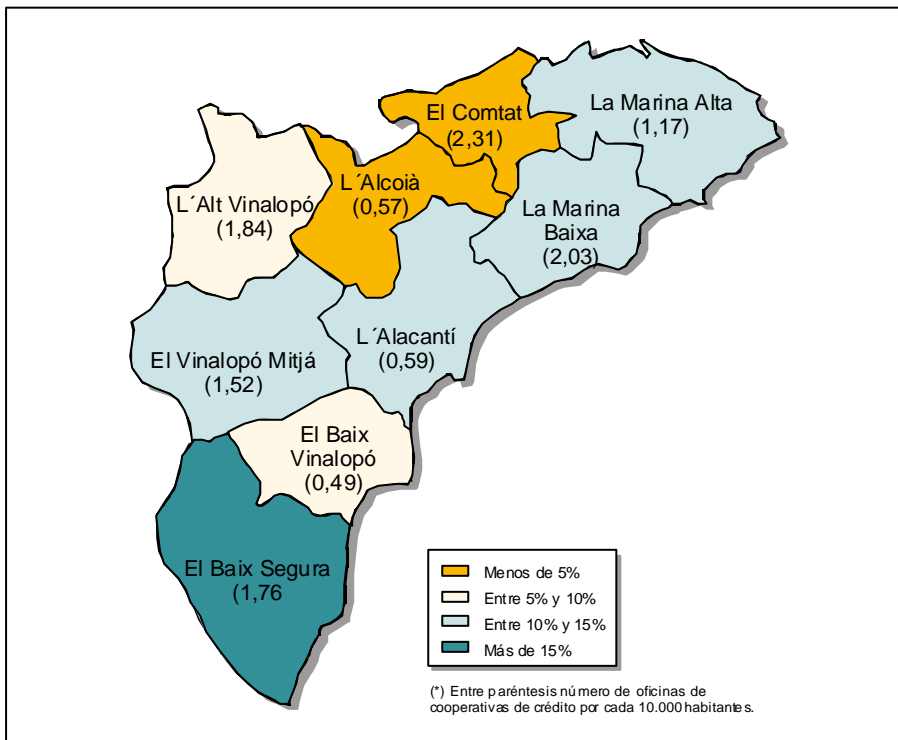 El Comtat
(2,31)
La Marina Alta
(1,17)
L´Alt Vinalopó
(1,84)
L´Alcoià
(0,57)
La Marina
Baixa
(2,03)
El Vinalopó Mitjá
(1,52)
L´Alacantí
(0,59)
El Baix
Vinalopó
(0,49)
El Baix Segura
(1,76
Menos de 5%
Entre 5% y 10%
Entre 10% y 15%
Más de 15%
(*) Entre paréntesis número de oficinas de
cooperativas de crédito por cada 10.000 habitantes.